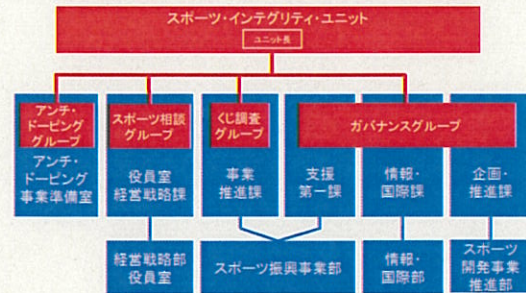 スポーツ・インテグリティ・ユニット
ユニット長
アンチ・
ドーピング
グループ
スポーツ相談
グループ
くじ調査
グループ
ガバナンスグループ
アンチ・
ドーピング
事業準備室
役員室
経営戦略課
事業
推進課
支援
第一課
情報・
国際課
企画・
推進課
経営戦略部
役員室
スポーツ振興事業部
情報・
国際部
スポーツ
開発事業
推進部